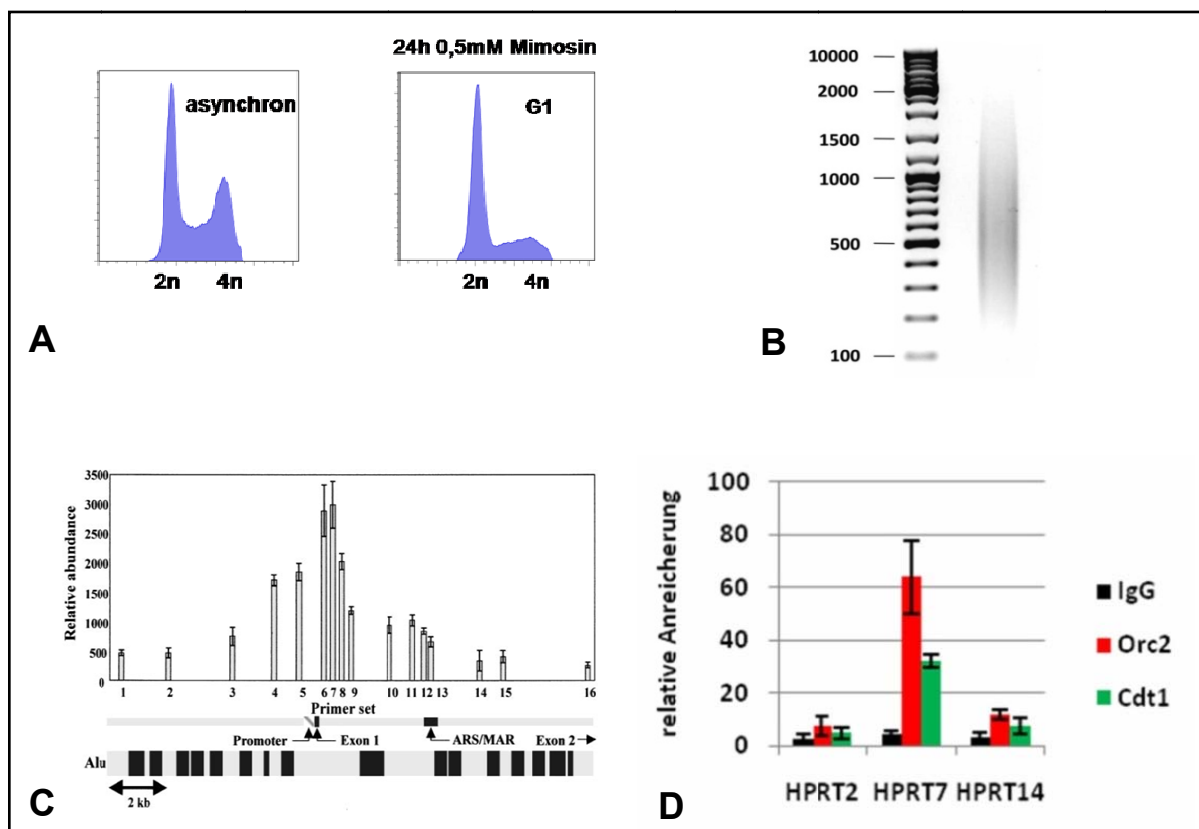 24h 0,5mM Mimosin
asynchron
G1
2n 4n
2n 4n
A
10000
2000
1500
1000
500
100
B
3500
3000
2500
2000
1500
1000
500
0
Relative abundance
1 2 3 4 5 6 7 8 9 10 11 12 13 14 15 16
Primer set
Promoter
Exon 1
ARS/MAR
Exon 2
Alu
2 kb
C
100
80
60
40
20
0
relative Anreicherung
HPRT2 HPRT7 HPRT14
IgG
Orc2
Cdt1
D